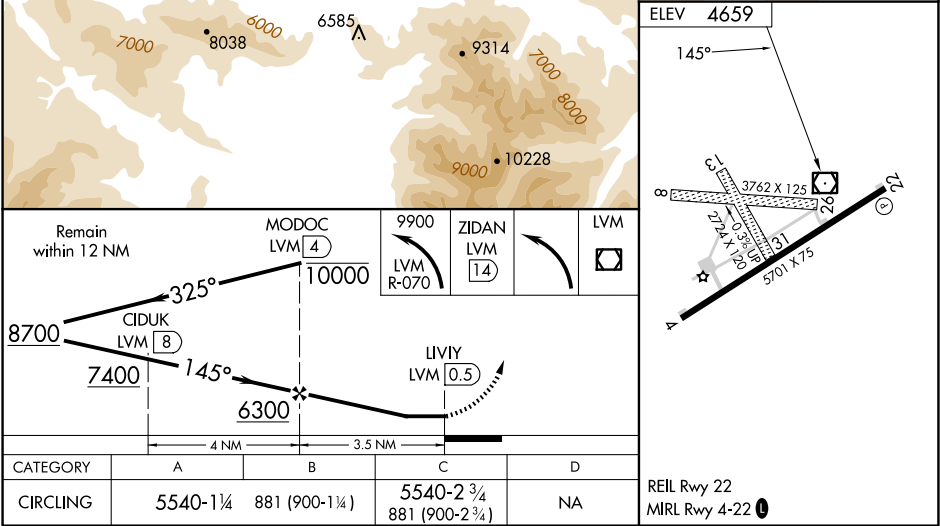 6585
6000
7000
8038
9314
7000
8000
10228
9000
ELEV 4659
145°
13
8
3762 X 125
26
22
P
2724 X 120
0.3% UP
31
5701 X 75
4
REIL Rwy 22
MIRL Rwy 4-22 L
Remain
within 12 NM
MODOC
LVM 4
10000
325°
8700
CIDUK
LVM 8
7400
145°
6300
LIVIY
LVM 0.5
4 NM
3.5 NM
9900
LVM
R-070
ZIDAN
LVM
14
LVM
CATEGORY A B C D
CIRCLING 5540-1¼ 881 (900-1¼) 5540-2¾ NA
881 (900-2¾)